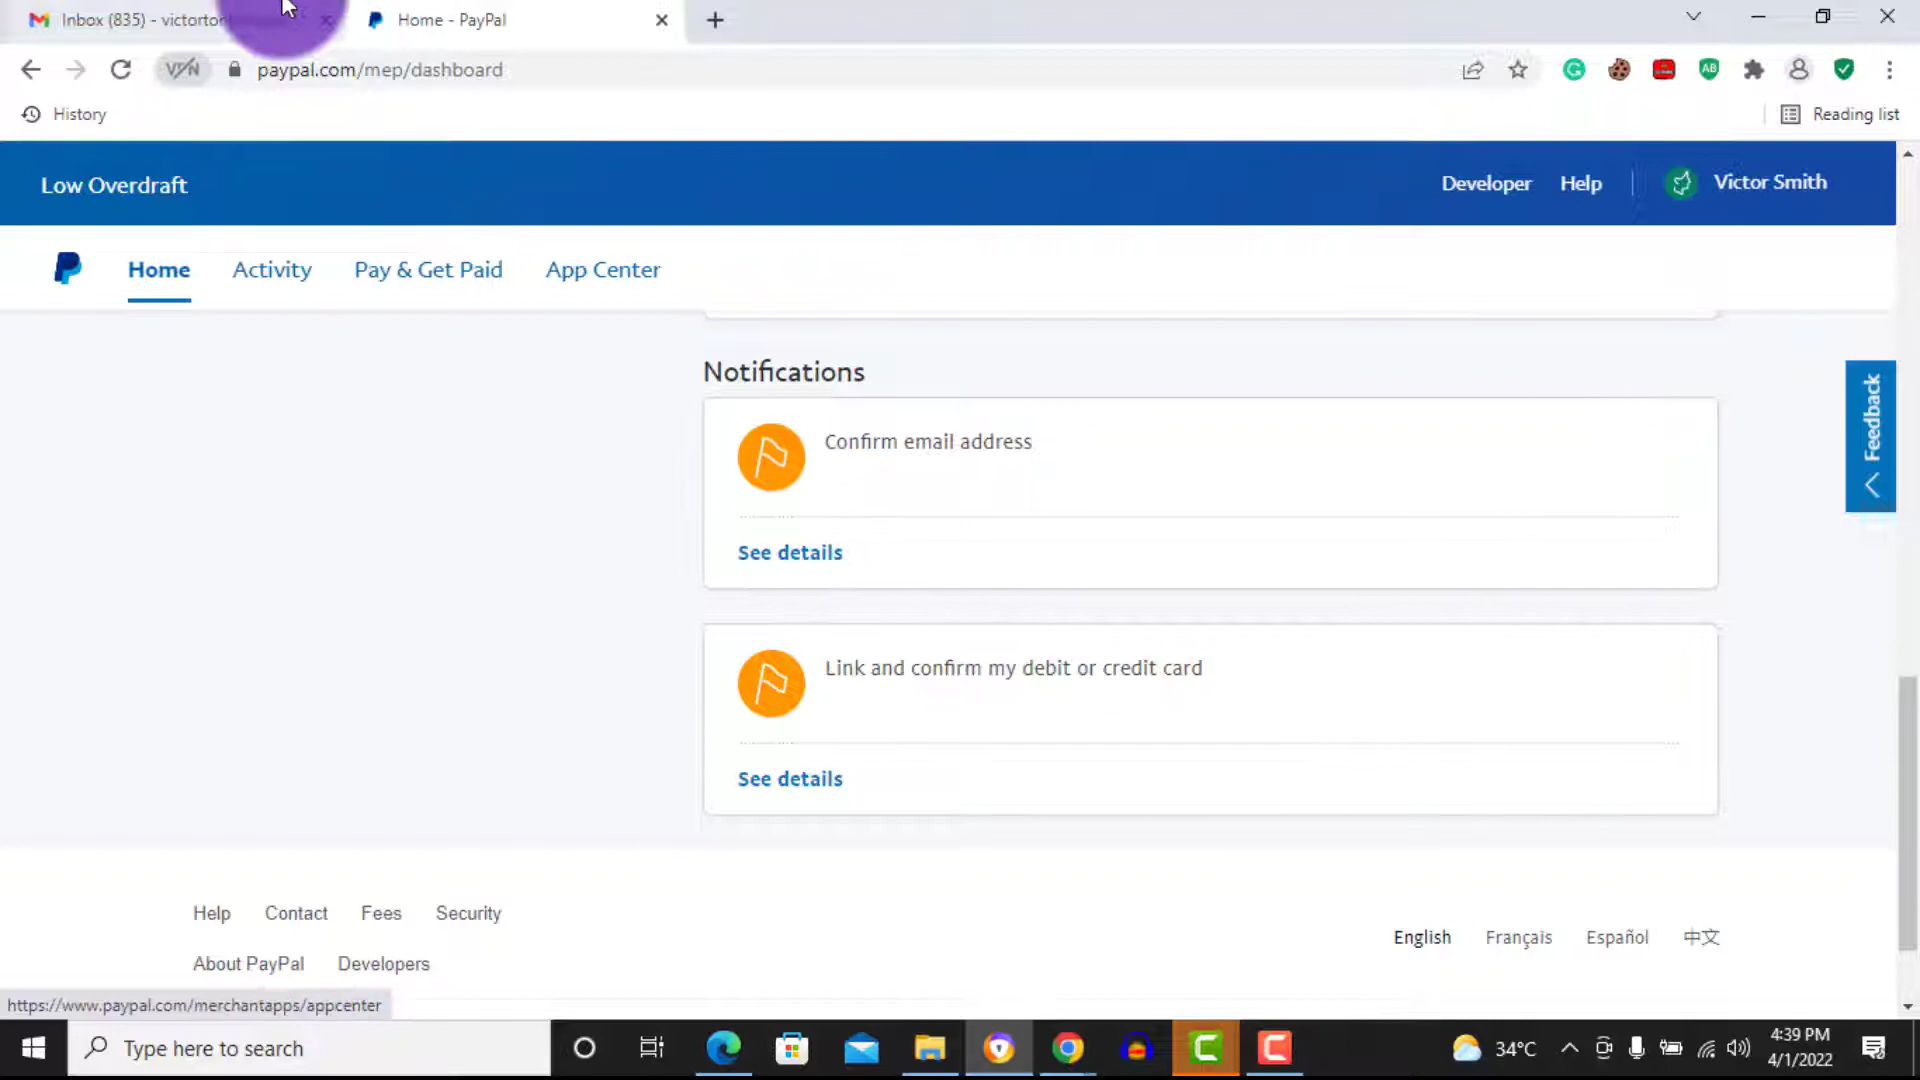 Inbox (835) - victortor
Home - PayPal
VPN
paypal.com/mep/dashboard
History
Reading list
Low Overdraft
Developer
Help
Victor Smith
Home
Activity
Pay & Get Paid
App Center
Notifications
Confirm email address
See details
Link and confirm my debit or credit card
See details
Feedback
Help
Contact
Fees
Security
English
Français
Español
中文
About PayPal
Developers
https://www.paypal.com/merchantapps/appcenter
Type here to search
34°C
4:39 PM
4/1/2022